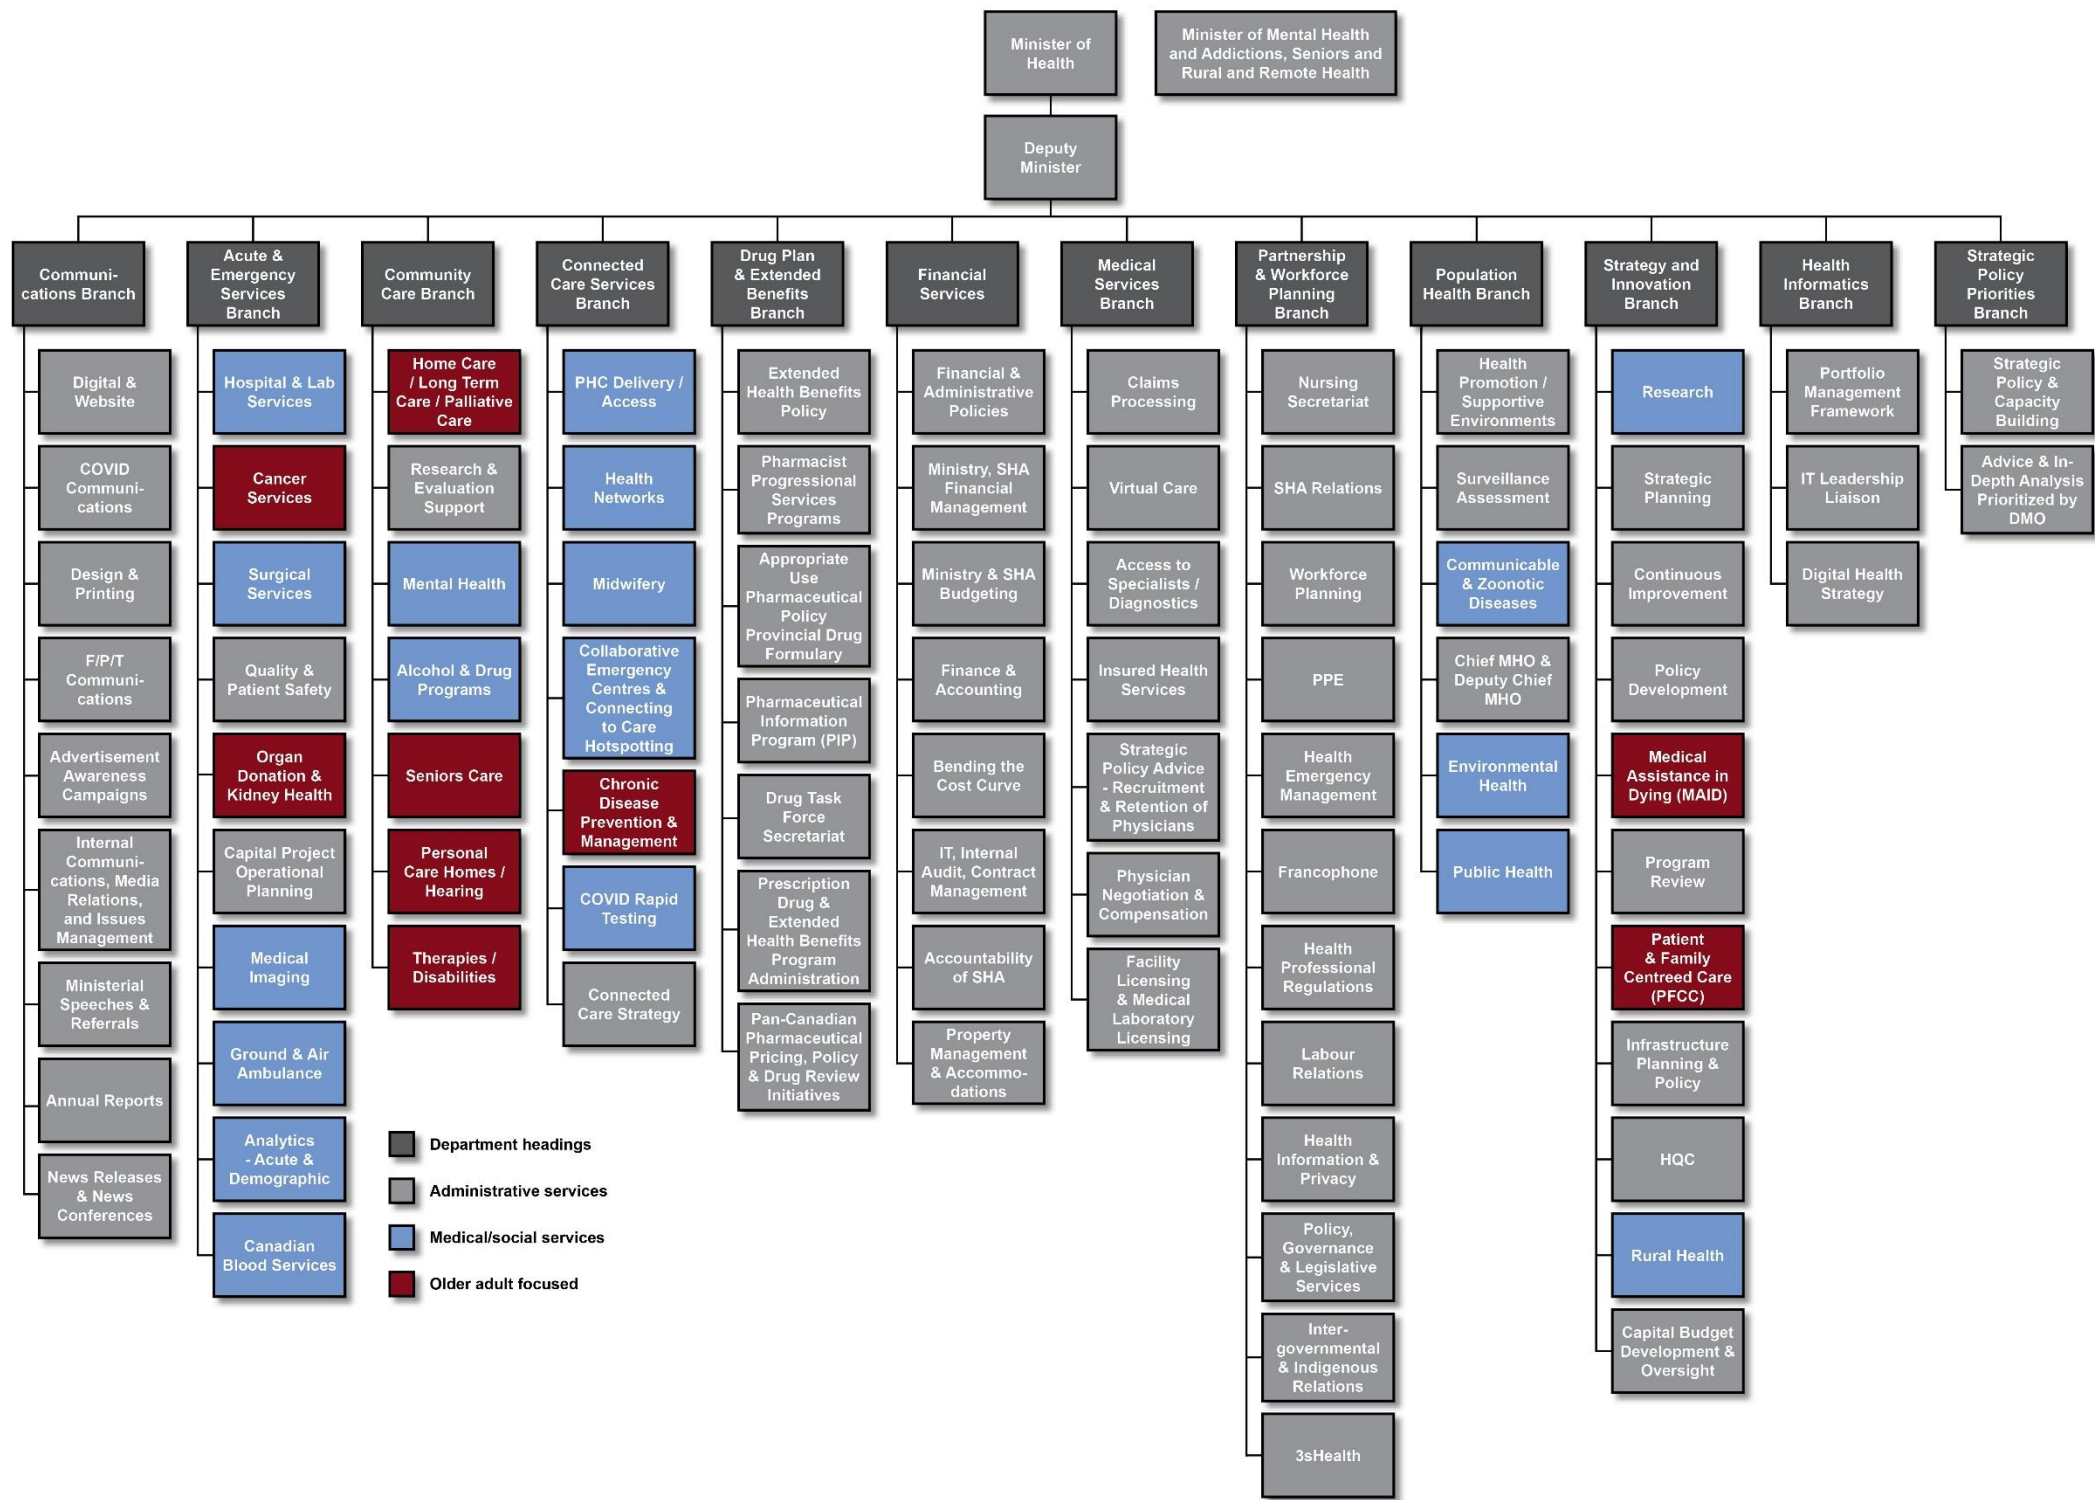 Minister of
Health
Minister of Mental Health
and Addictions, Seniors and
Rural and Remote Health
Deputy
Minister
Communi-
cations Branch
Digital &
Website
COVID
Communi-
cations
Design &
Printing
F/P/T
Communi-
cations
Advertisement
Awareness
Campaigns
Internal
Communi-
cations, Media
Relations,
and Issues
Management
Ministerial
Speeches &
Referrals
Annual Reports
News Releases
& News
Conferences
Acute &
Emergency
Services
Branch
Hospital & Lab
Services
Cancer
Services
Surgical
Services
Quality &
Patient Safety
Organ
Donation &
Kidney Health
Capital Project
Operational
Planning
Medical
Imaging
Ground & Air
Ambulance
Analytics
- Acute &
Demographic
Canadian
Blood Services
Community
Care Branch
Home Care
/ Long Term
Care / Palliative
Care
Research &
Evaluation
Support
Mental Health
Alcohol & Drug
Programs
Seniors Care
Personal
Care Homes /
Hearing
Therapies /
Disabilities
Connected
Care Services
Branch
PHC Delivery /
Access
Health
Networks
Midwifery
Collaborative
Emergency
Centres &
Connecting
to Care
Hotspotting
Chronic
Disease
Prevention &
Management
COVID Rapid
Testing
Connected
Care Strategy
Drug Plan
& Extended
Benefits
Branch
Extended
Health Benefits
Policy
Pharmacist
Progressional
Services
Programs
Appropriate
Use
Pharmaceutical
Policy
Provincial Drug
Formulary
Pharmaceutical
Information
Program (PIP)
Drug Task
Force
Secretariat
Prescription
Drug &
Extended
Health Benefits
Program
Administration
Pan-Canadian
Pharmaceutical
Pricing, Policy
& Drug Review
Initiatives
Financial
Services
Financial &
Administrative
Policies
Ministry, SHA
Financial
Management
Ministry & SHA
Budgeting
Finance &
Accounting
Bending the
Cost Curve
IT, Internal
Audit, Contract
Management
Accountability
of SHA
Property
Management
& Accommo-
dations
Medical
Services
Branch
Claims
Processing
Virtual Care
Access to
Specialists /
Diagnostics
Insured Health
Services
Strategic
Policy Advice
- Recruitment
& Retention of
Physicians
Physician
Negotiation &
Compensation
Facility
Licensing
& Medical
Laboratory
Licensing
Partnership
& Workforce
Planning
Branch
Nursing
Secretariat
SHA Relations
Workforce
Planning
PPE
Health
Emergency
Management
Francophone
Health
Professional
Regulations
Labour
Relations
Health
Information &
Privacy
Policy,
Governance
& Legislative
Services
Inter-
governmental
& Indigenous
Relations
3sHealth
Population
Health Branch
Health
Promotion /
Supportive
Environments
Surveillance
Assessment
Communicable
& Zoonotic
Diseases
Chief MHO &
Deputy Chief
MHO
Environmental
Health
Public Health
Strategy and
Innovation
Branch
Research
Strategic
Planning
Continuous
Improvement
Policy
Development
Medical
Assistance in
Dying (MAID)
Program
Review
Patient
& Family
Centreed Care
(PFCC)
Infrastructure
Planning &
Policy
HQC
Rural Health
Capital Budget
Development &
Oversight
Health
Informatics
Branch
Portfolio
Management
Framework
IT Leadership
Liaison
Digital Health
Strategy
Strategic
Policy
Priorities
Branch
Strategic
Policy &
Capacity
Building
Advice & In-
Depth Analysis
Prioritized by
DMO
Department headings
Administrative services
Medical/social services
Older adult focused